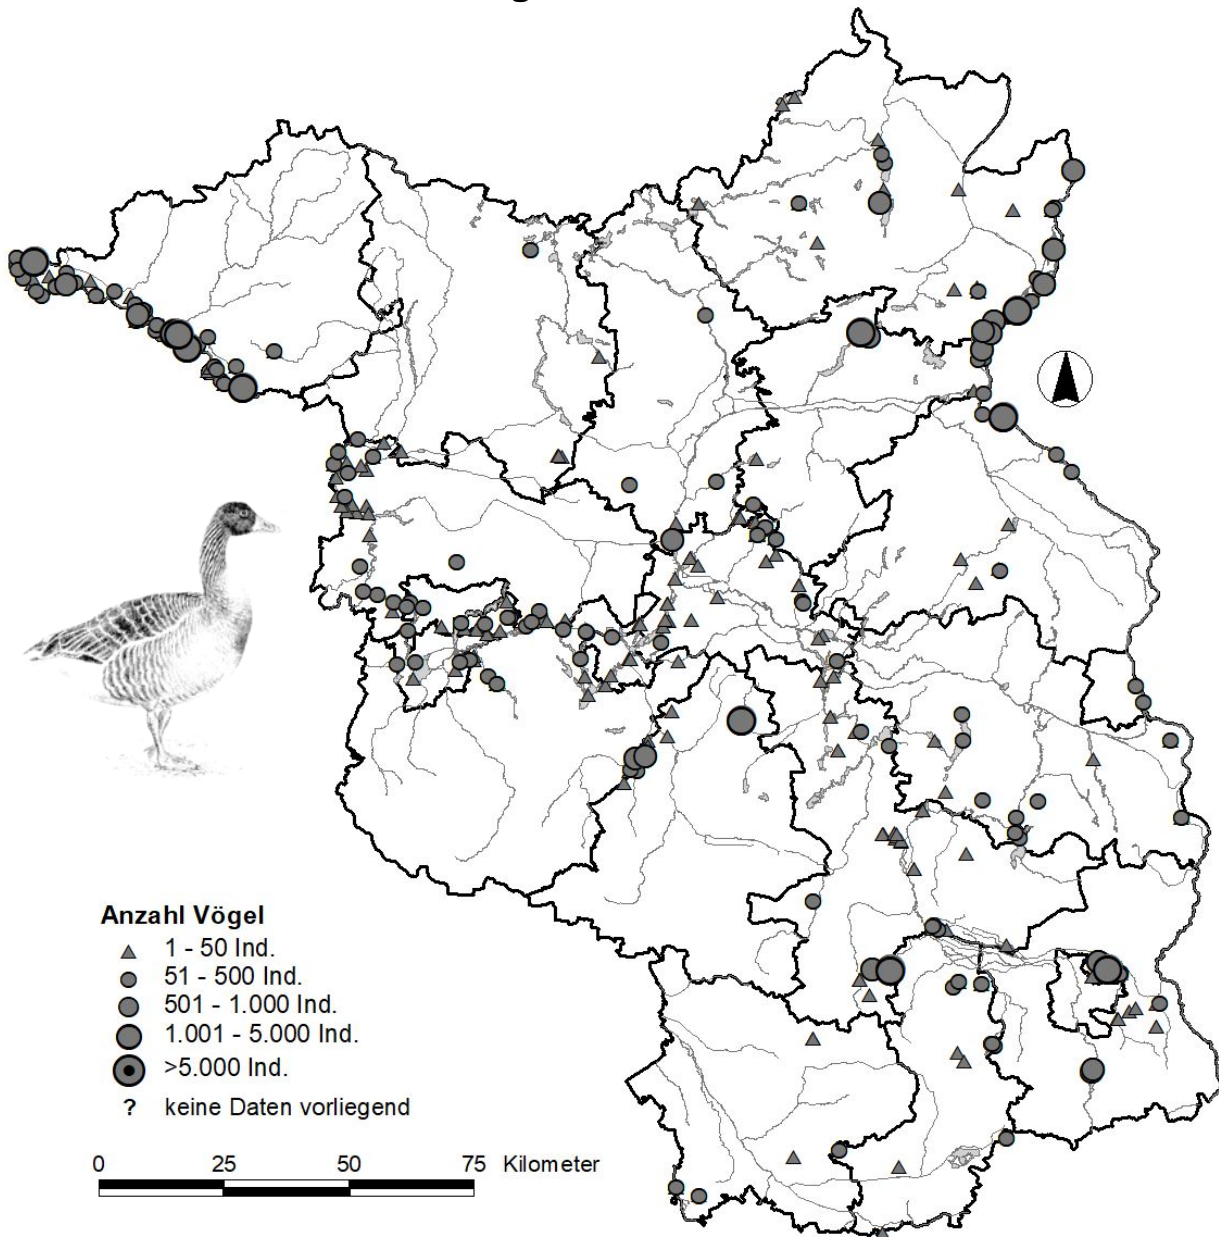 g
Anzahl Vögel
1 - 50 Ind.
51 - 500 Ind.
501 - 1.000 Ind.
1.001 - 5.000 Ind.
>5.000 Ind.
? keine Daten vorliegend
0 25 50 75 Kilometer